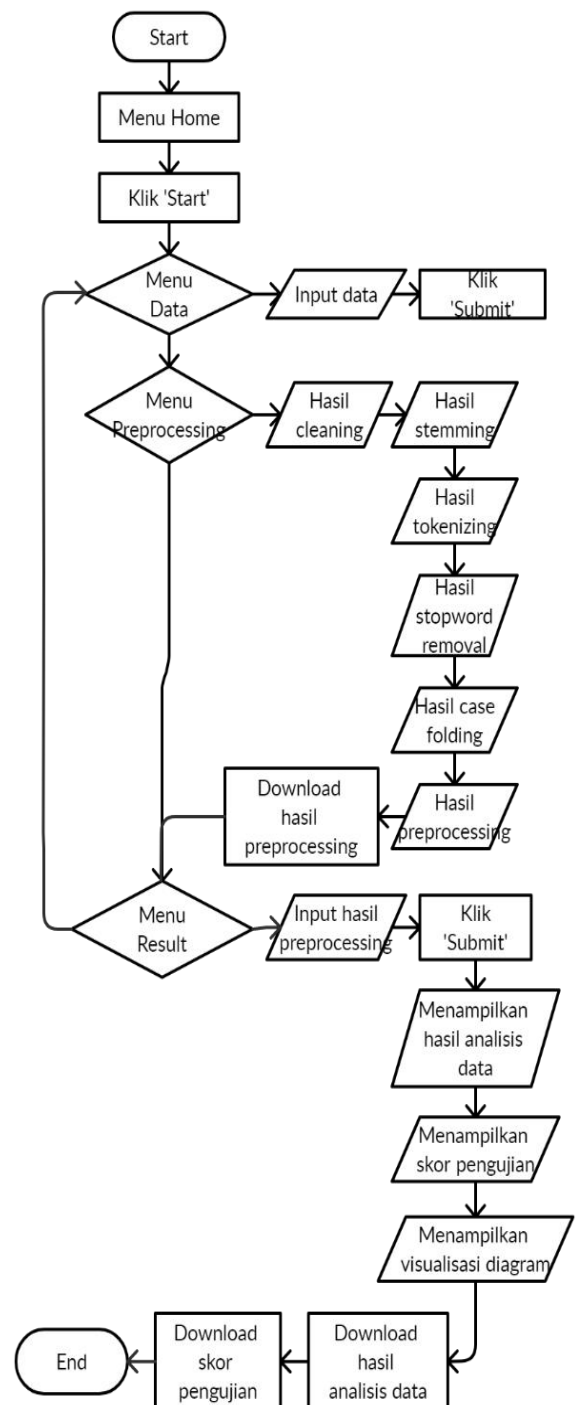 Start
Menu Home
Klik 'Start'
Menu
Data
Input data
Klik
'Submit'
Menu
Preprocessing
Hasil
cleaning
Hasil
stemming
Hasil
tokenizing
Hasil
stopword
removal
Hasil case
folding
Hasil
preprocessing
Download
hasil
preprocessing
Menu
Result
Input hasil
preprocessing
Klik
'Submit'
Menampilkan
hasil analisis
data
Menampilkan
skor pengujian
Menampilkan
visualisasi diagram
Download
hasil
analisis data
Download
skor
pengujian
End